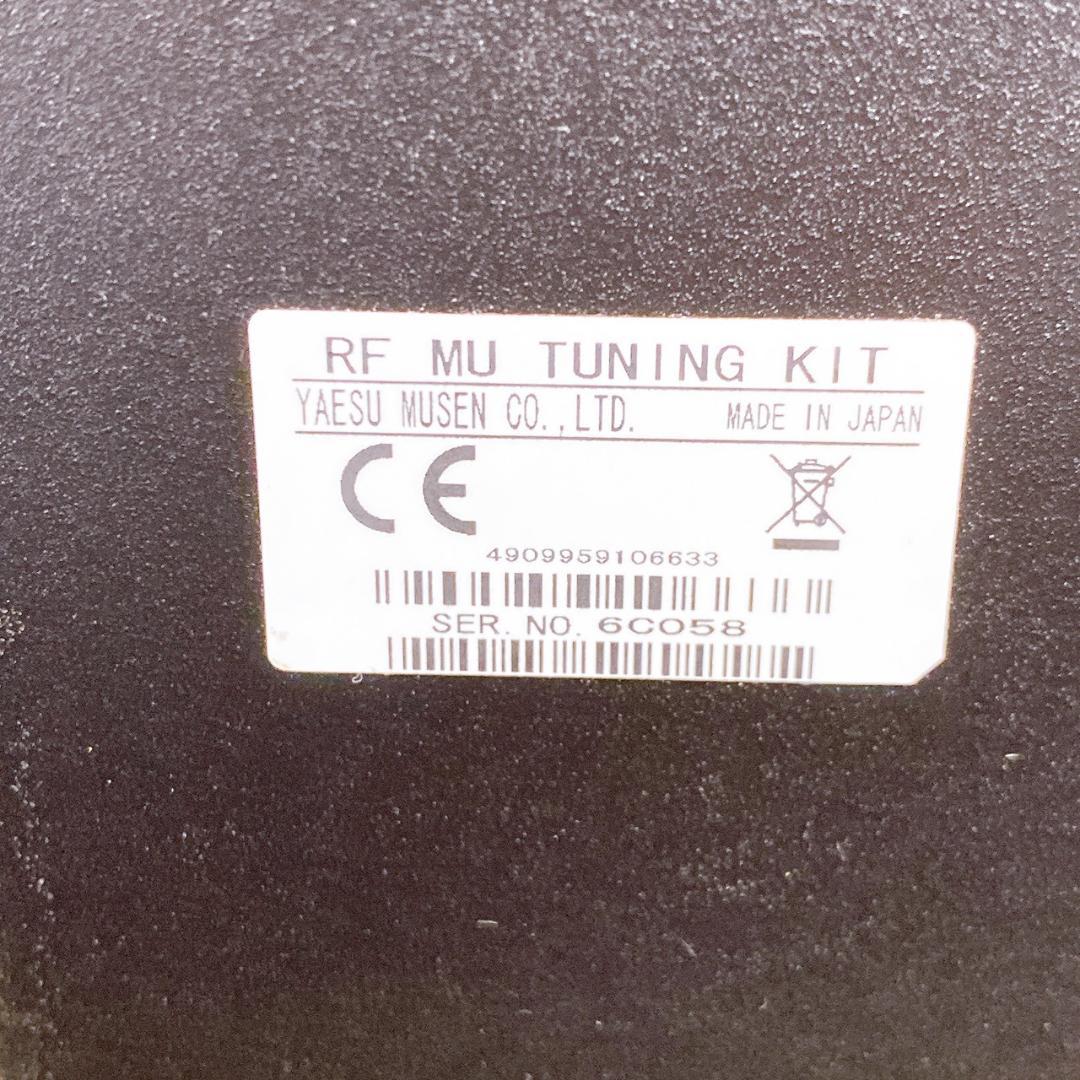 RF MU TUNING KIT
YAESU MUSEN CO.,LTD. MADE IN JAPAN
CE
4909959106633
SER. NO. 6C058